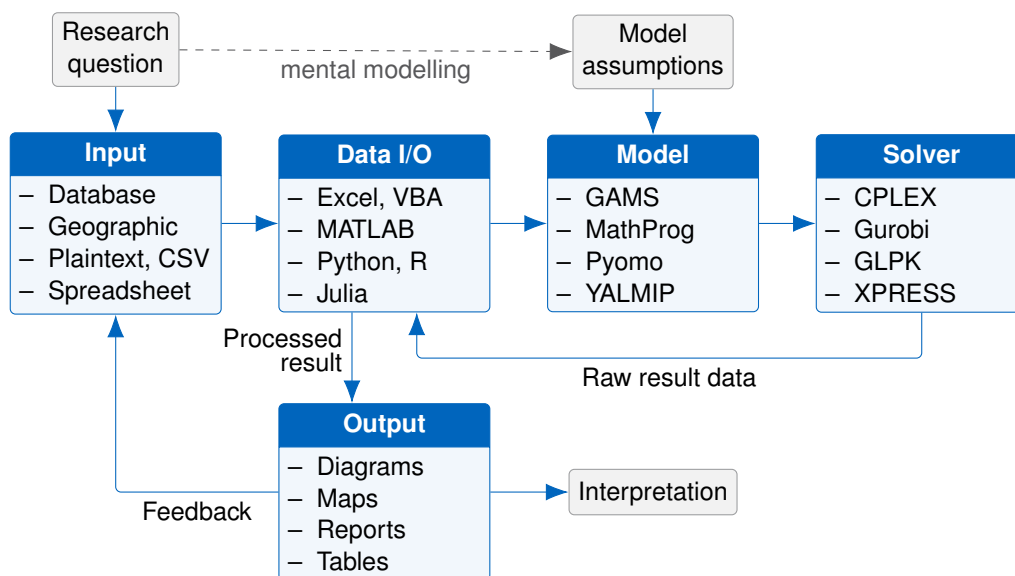 Research
question
mental modelling
Model
assumptions
Input
– Database
– Geographic
– Plaintext, CSV
– Spreadsheet
Data I/O
– Excel, VBA
– MATLAB
– Python, R
– Julia
Model
– GAMS
– MathProg
– Pyomo
– YALMIP
Solver
– CPLEX
– Gurobi
– GLPK
– XPRESS
Processed
result
Raw result data
Output
– Diagrams
– Maps
– Reports
– Tables
Feedback
Interpretation